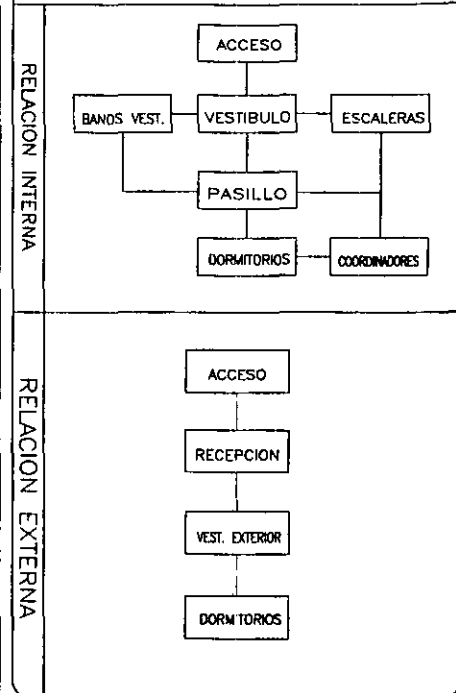 RELACION INTERNA
ACCESO
BANOS VEST.
VESTIBULO
ESCALERAS
PASILLO
DORMITORIOS
COORDINADORES
RELACION EXTERNA
ACCESO
RECEPCION
VEST. EXTERIOR
DORMITORIOS